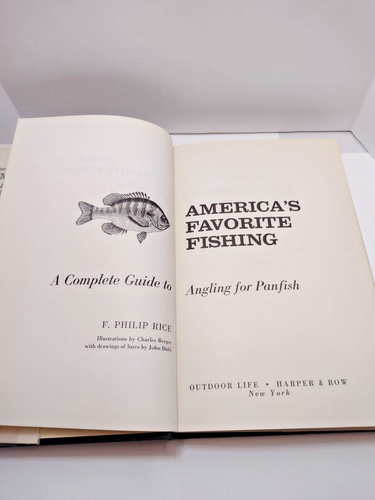 AMERICA'S
FAVORITE
FISHING
A Complete Guide to
Angling for Panfish
F. PHILIP RICE
Illustrations by Charles Berger
with drawings of lures by John Dahl
OUTDOOR LIFE • HARPER & ROW
New York